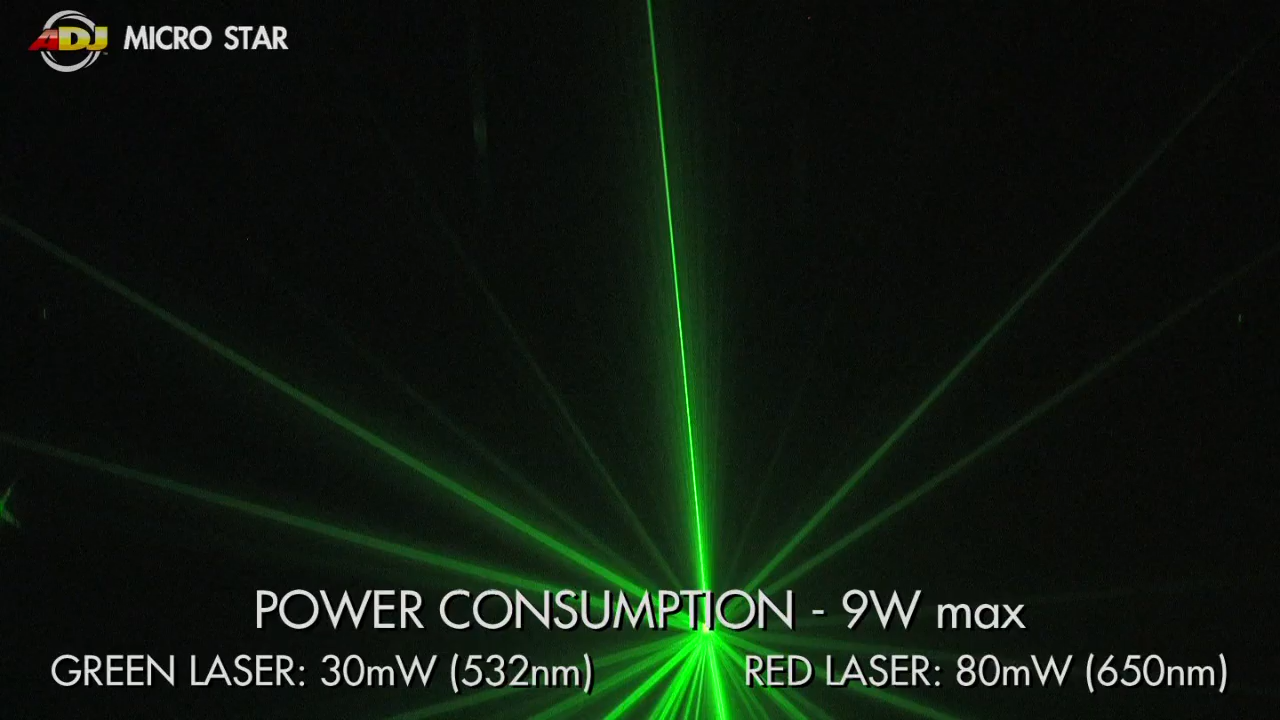 ADJ MICRO STAR
POWER CONSUMPTION - 9W max
GREEN LASER: 30mW (532nm) RED LASER: 80mW (650nm)